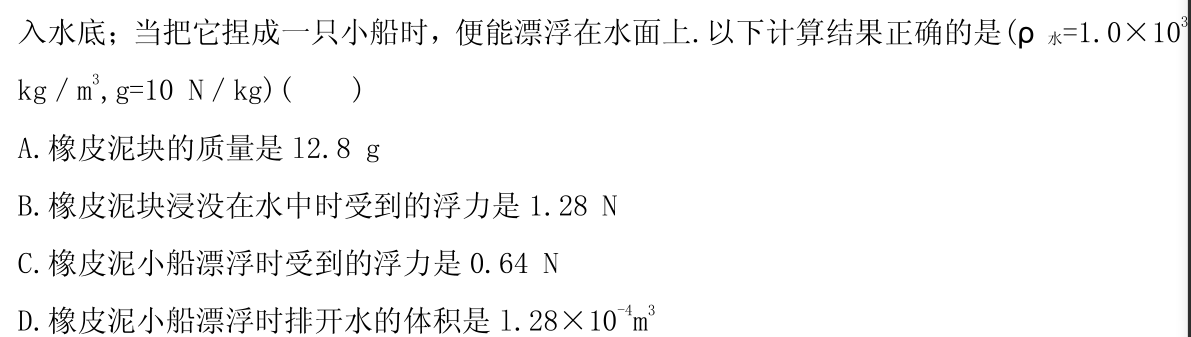 入水底；当把它捏成一只小船时，便能漂浮在水面上.以下计算结果正确的是(ρ 水=1.0×10³
kg／m³,g=10 N／kg)(　　)
A.橡皮泥块的质量是 12.8 g
B.橡皮泥块浸没在水中时受到的浮力是 1.28 N
C.橡皮泥小船漂浮时受到的浮力是 0.64 N
D.橡皮泥小船漂浮时排开水的体积是 1.28×10⁻⁴m³